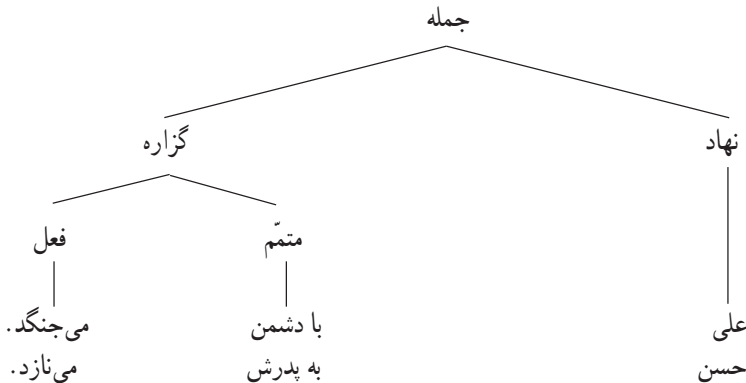 جمله
نهاد گزاره
متمّم فعل
علی با دشمن می‌جنگد.
حسن به پدرش می‌نازد.